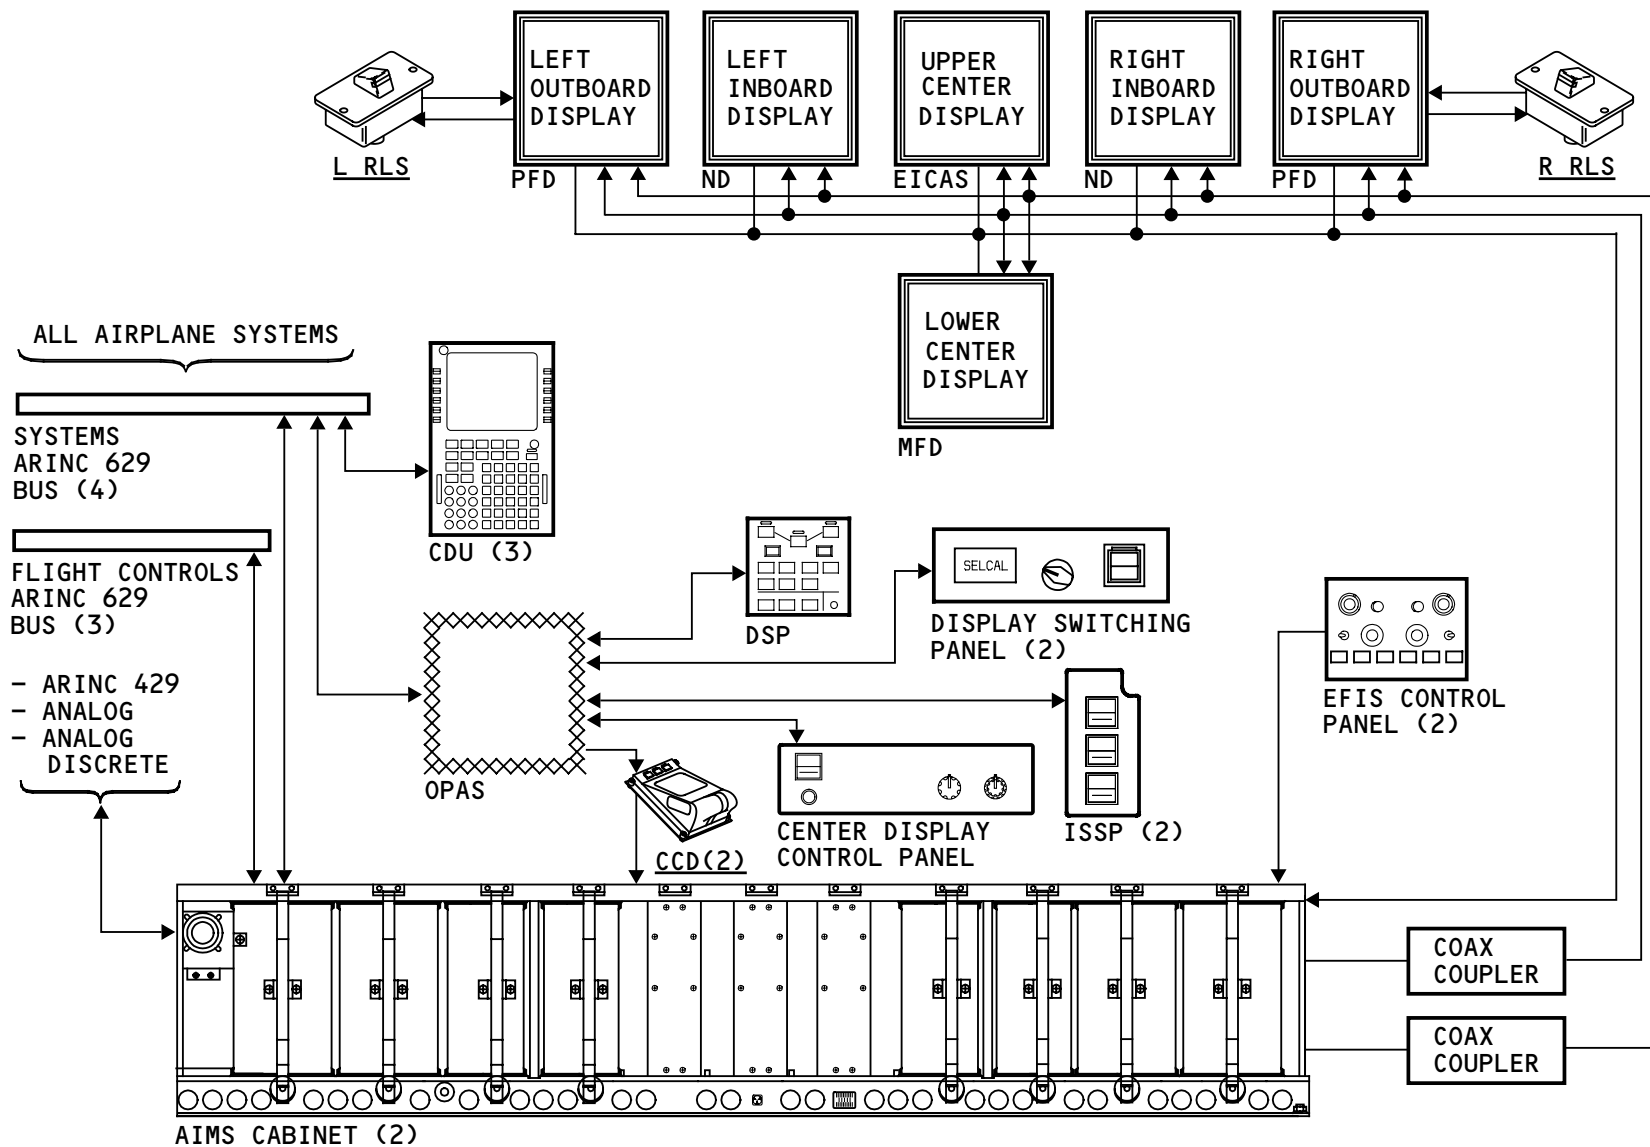 LEFT
OUTBOARD
DISPLAY
LEFT
INBOARD
DISPLAY
UPPER
CENTER
DISPLAY
RIGHT
INBOARD
DISPLAY
RIGHT
OUTBOARD
DISPLAY
L RLS
PFD
ND
EICAS
ND
PFD
R RLS
LOWER
CENTER
DISPLAY
MFD
ALL AIRPLANE SYSTEMS
SYSTEMS
ARINC 629
BUS (4)
CDU (3)
FLIGHT CONTROLS
ARINC 629
BUS (3)
– ARINC 429
– ANALOG
– ANALOG
DISCRETE
OPAS
DSP
SELCAL
DISPLAY SWITCHING
PANEL (2)
EFIS CONTROL
PANEL (2)
ISSP (2)
CENTER DISPLAY
CONTROL PANEL
CCD(2)
COAX
COUPLER
COAX
COUPLER
AIMS CABINET (2)